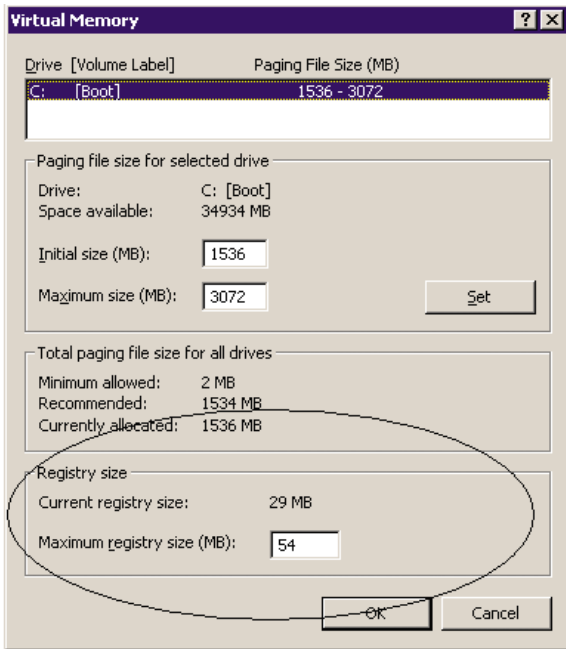 Virtual Memory
Drive [Volume Label] Paging File Size (MB)
C: [Boot] 1536 - 3072
Paging file size for selected drive
Drive: C: [Boot]
Space available: 34934 MB
Initial size (MB): 1536
Maximum size (MB): 3072 Set
Total paging file size for all drives
Minimum allowed: 2 MB
Recommended: 1534 MB
Currently allocated: 1536 MB
Registry size
Current registry size: 29 MB
Maximum registry size (MB): 54
OK Cancel